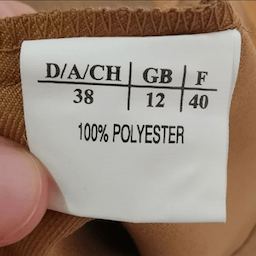 D/A/CH GB F
38 12 40
100% POLYESTER